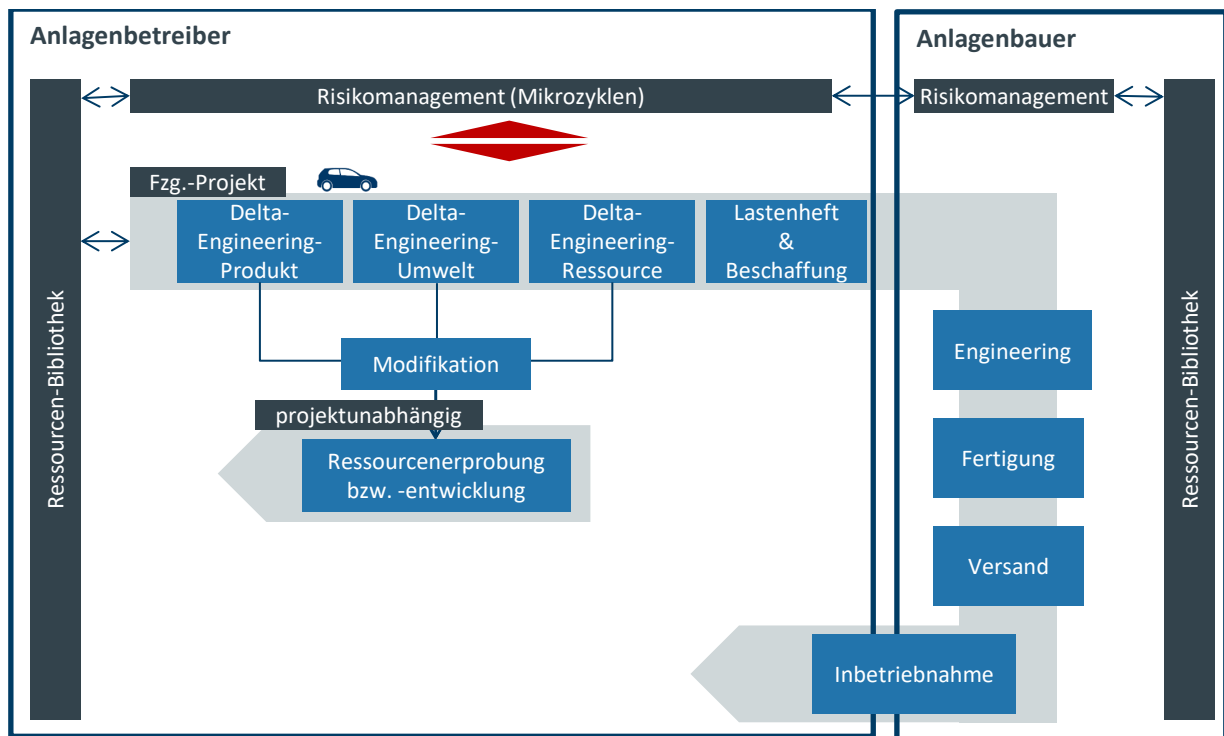 Anlagenbetreiber
Anlagenbauer
Risikomanagement (Mikrozyklen)
Risikomanagement
Ressourcen-Bibliothek
Ressourcen-Bibliothek
Fzg.-Projekt
Delta-
Engineering-
Produkt
Delta-
Engineering-
Umwelt
Delta-
Engineering-
Ressource
Lastenheft
&
Beschaffung
Modifikation
projektunabhängig
Ressourcenerprobung
bzw. -entwicklung
Engineering
Fertigung
Versand
Inbetriebnahme